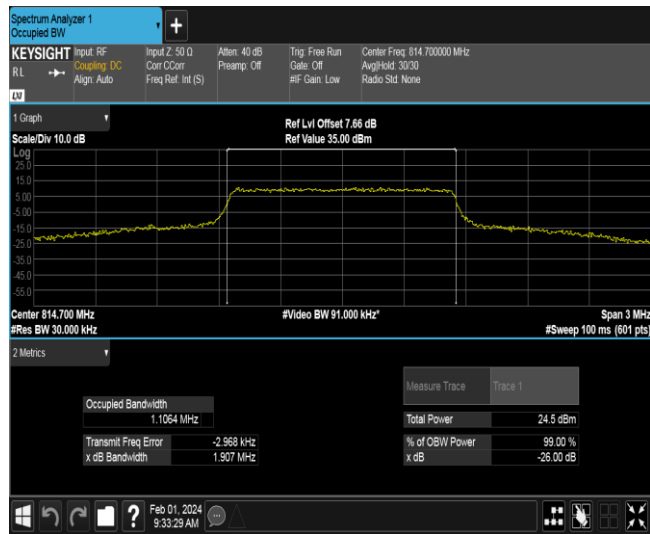 Spectrum Analyzer 1
Occupied BW
+
KEYSIGHT
RL
LXI
Input: RF
Coupling: DC
Align: Auto
Input Z: 50 Ω
Corr CCorr
Freq Ref: Int (S)
Atten: 40 dB
Preamp: Off
Trig: Free Run
Gate: Off
#IF Gain: Low
Center Freq: 814.700000 MHz
Avg|Hold: 30/30
Radio Std: None
1 Graph
Scale/Div 10.0 dB
Ref Lvl Offset 7.66 dB
Ref Value 35.00 dBm
Log
25.0
15.0
5.00
-5.00
-15.0
-25.0
-35.0
-45.0
-55.0
Center 814.700 MHz
#Res BW 30.000 kHz
#Video BW 91.000 kHz*
Span 3 MHz
#Sweep 100 ms (601 pts)
2 Metrics
Measure Trace Trace 1
Occupied Bandwidth
1.1064 MHz
Total Power 24.5 dBm
Transmit Freq Error -2.968 kHz
% of OBW Power 99.00 %
x dB Bandwidth 1.907 MHz
x dB -26.00 dB
?
Feb 01, 2024
9:33:29 AM